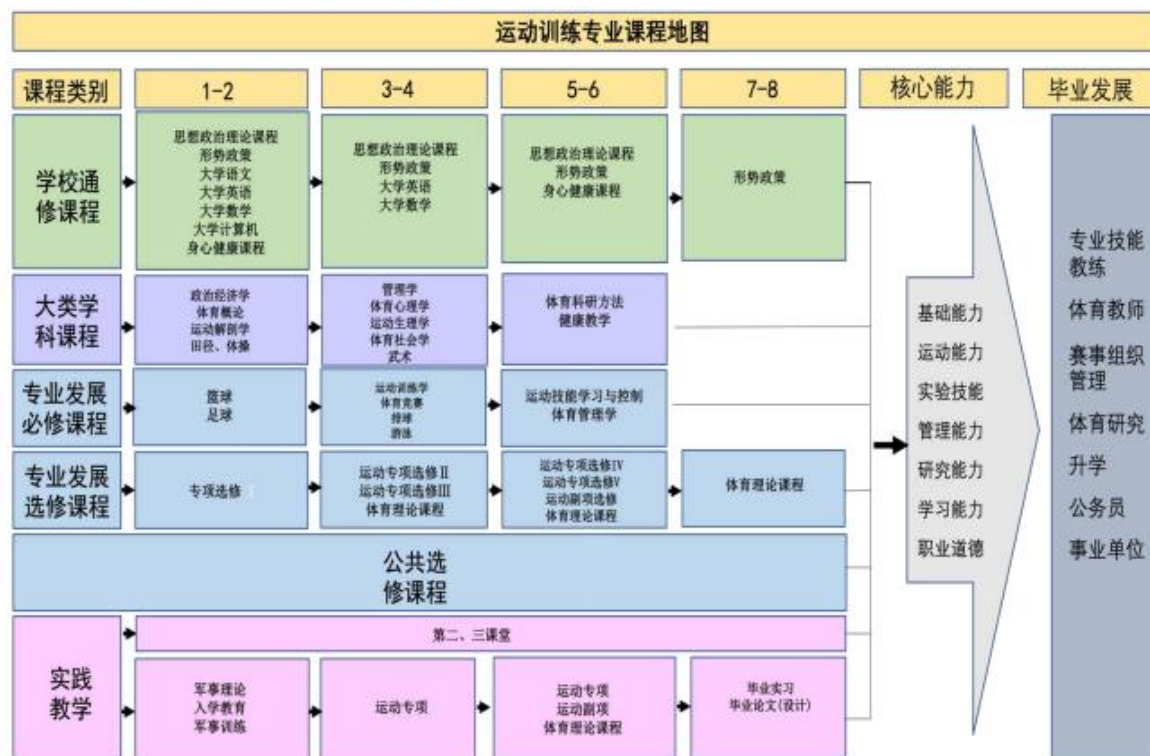 运动训练专业课程地图
课程类别
1-2
3-4
5-6
7-8
核心能力
毕业发展
学校通
修课程
思想政治理论课程
形势政策
大学语文
大学英语
大学数学
大学计算机
身心健康课程
思想政治理论课程
形势政策
大学英语
大学数学
思想政治理论课程
形势政策
身心健康课程
形势政策
大类学
科课程
政治经济学
体育概论
运动解剖学
田径、体操
管理学
体育心理学
运动生理学
体育社会学
武术
体育科研方法
健康教学
专业发展
必修课程
篮球
足球
运动训练学
体育竞赛
排球
游泳
运动技能学习与控制
体育管理学
专业发展
选修课程
专项选修
运动专项选修II
运动专项选修III
体育理论课程
运动专项选修IV
运动专项选修V
运动副项选修
体育理论课程
体育理论课程
公共选
修课程
实践
教学
第二、三课堂
军事理论
入学教育
军事训练
运动专项
运动专项
运动副项
体育理论课程
毕业实习
毕业论文(设计)
基础能力
运动能力
实验技能
管理能力
研究能力
学习能力
职业道德
专业技能
教练
体育教师
赛事组织
管理
体育研究
升学
公务员
事业单位